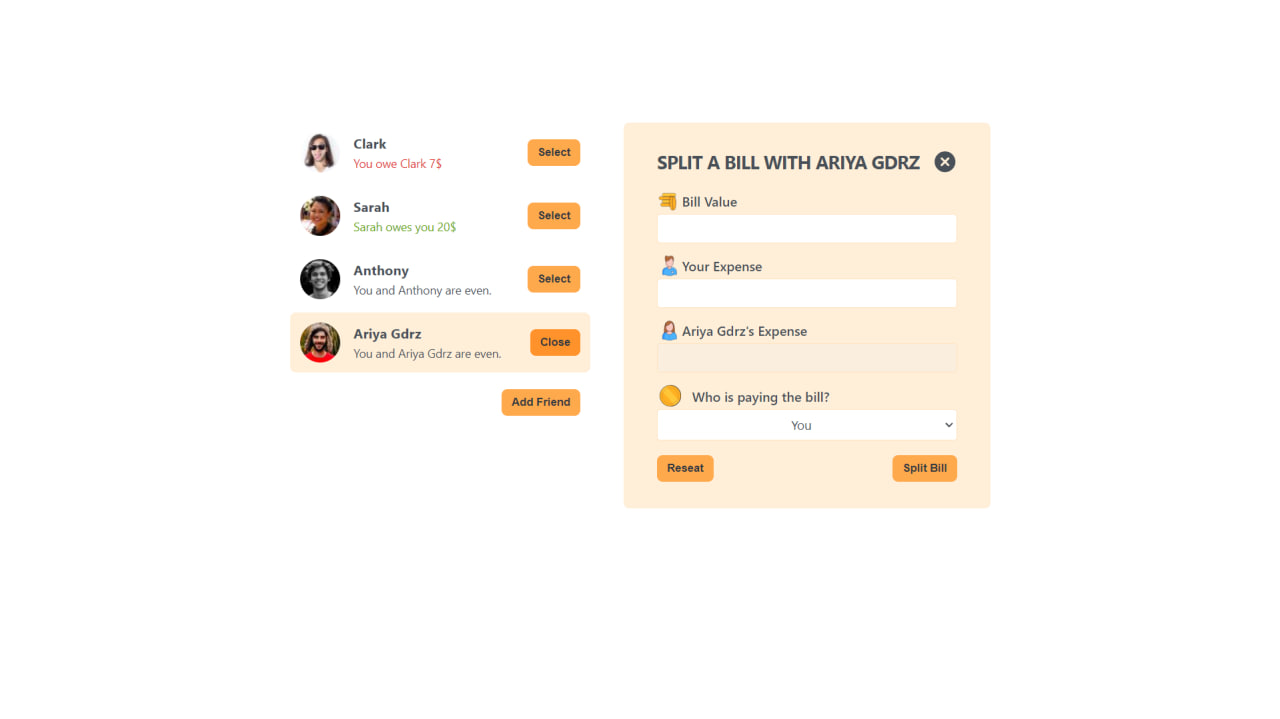 Clark
You owe Clark 7$
Select
Sarah
Sarah owes you 20$
Select
Anthony
You and Anthony are even.
Select
Ariya Gdrz
You and Ariya Gdrz are even.
Close
Add Friend
SPLIT A BILL WITH ARIYA GDRZ
Bill Value
Your Expense
Ariya Gdrz's Expense
Who is paying the bill?
You
Reseat
Split Bill